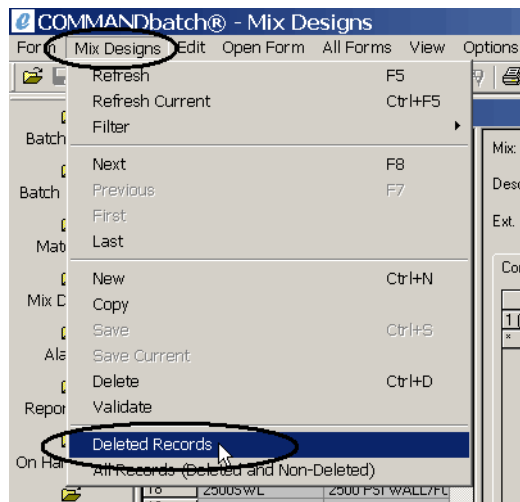 COMMANDbatch® - Mix Designs
Form Mix Designs Edit Open Form All Forms View Options
Refresh F5
Refresh Current Ctrl+F5
Filter
Next F8
Previous F7
First
Last
New Ctrl+N
Copy
Save Ctrl+S
Save Current
Delete Ctrl+D
Validate
Deleted Records
All Records (Deleted and Non-Deleted)
Batch
Batch
Mat
Mix D
Ala
Repor
On Ha
Mix:
Desc
Ext.
Co
1
*
2500SWL 2500 PSI WALL/FL